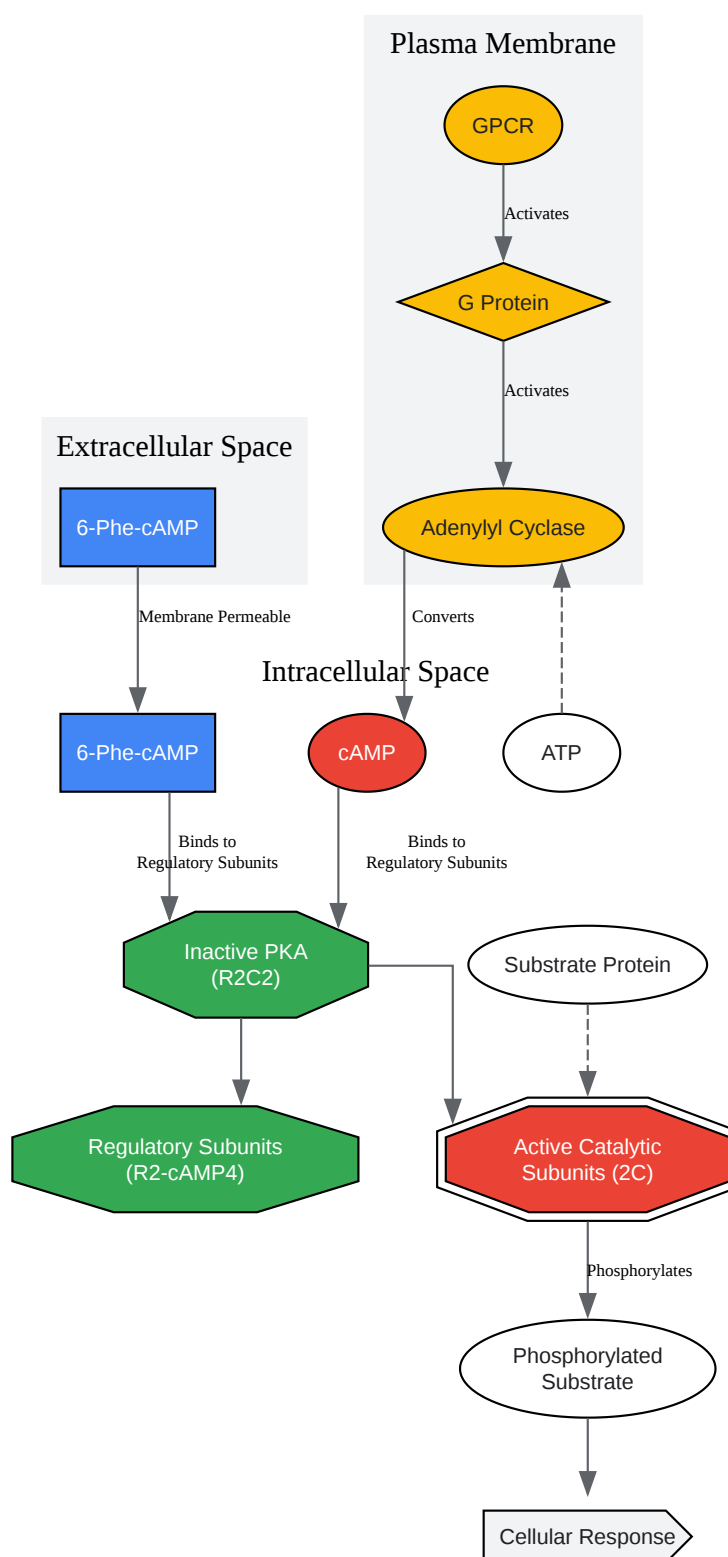 Plasma Membrane
GPCR
Activates
G Protein
Activates
Extracellular Space
6-Phe-cAMP
Adenylyl Cyclase
Membrane Permeable
Converts
Intracellular Space
6-Phe-cAMP
cAMP
ATP
Binds to
Regulatory Subunits
Binds to
Regulatory Subunits
Inactive PKA
(R2C2)
Substrate Protein
Regulatory Subunits
(R2-cAMP4)
Active Catalytic
Subunits (2C)
Phosphorylates
Phosphorylated
Substrate
Cellular Response